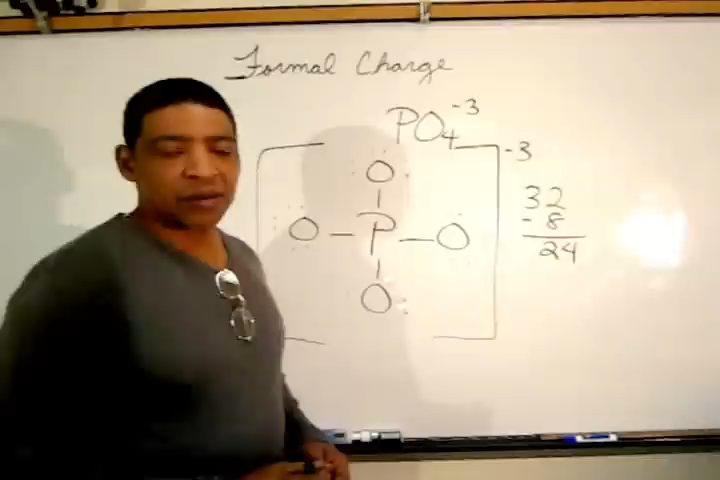 Formal Charge
PO₄⁻³
-3
O
O – P – O
O
32
- 8
24